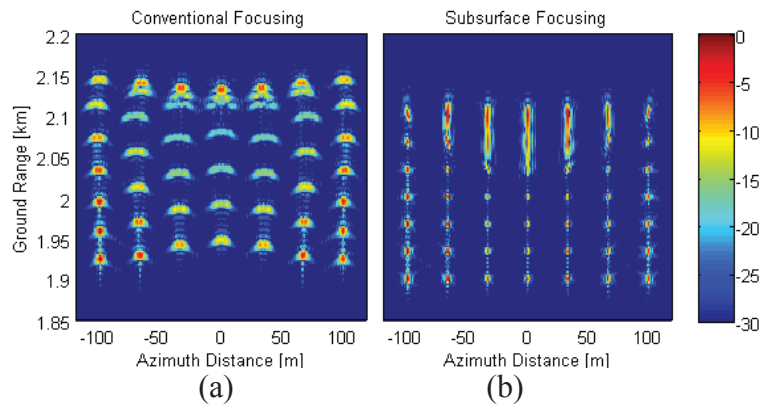 Conventional Focusing
Subsurface Focusing
2.2
2.15
2.1
2.05
2
1.95
1.9
1.85
Ground Range [km]
-100 -50 0 50 100
Azimuth Distance [m]
-100 -50 0 50 100
Azimuth Distance [m]
0
-5
-10
-15
-20
-25
-30
(a)
(b)